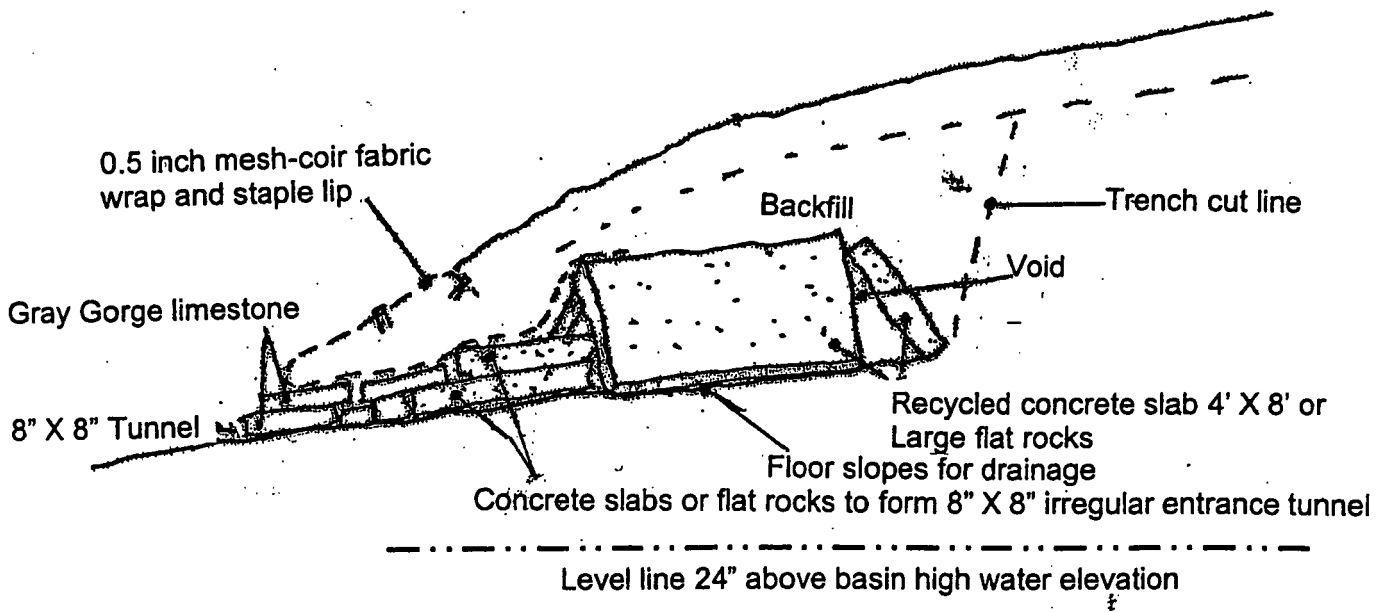 0.5 inch mesh-coir fabric
wrap and staple lip
Backfill
Trench cut line
Void
Gray Gorge limestone
8" X 8" Tunnel
Recycled concrete slab 4' X 8' or
Large flat rocks
Floor slopes for drainage
Concrete slabs or flat rocks to form 8" X 8" irregular entrance tunnel
Level line 24" above basin high water elevation